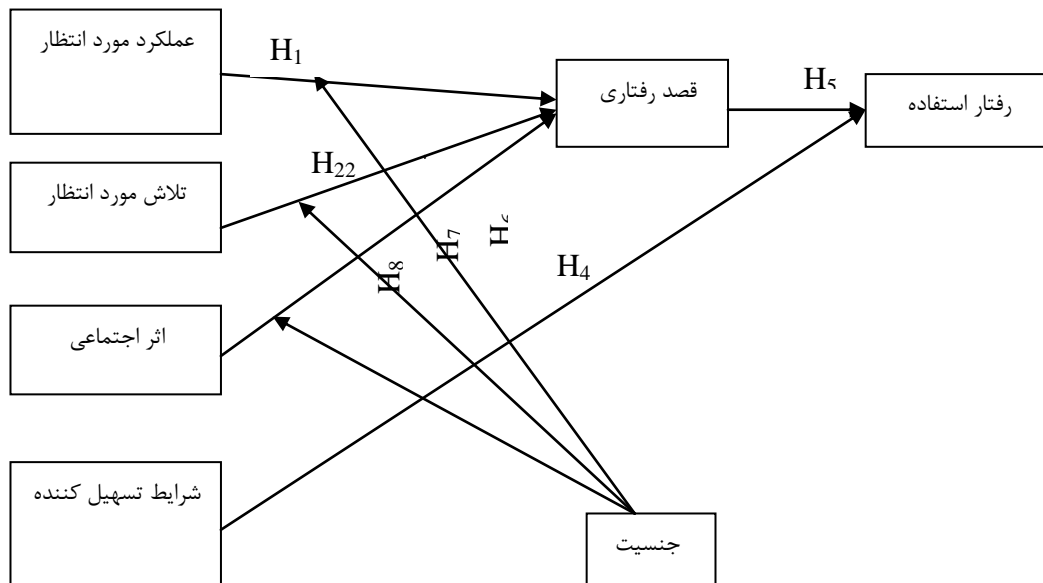 عملکرد مورد انتظار
H1
قصد رفتاری
H5
رفتار استفاده
تلاش مورد انتظار
H22
H6
H7
H8
H4
اثر اجتماعی
شرایط تسهیل کننده
جنسیت